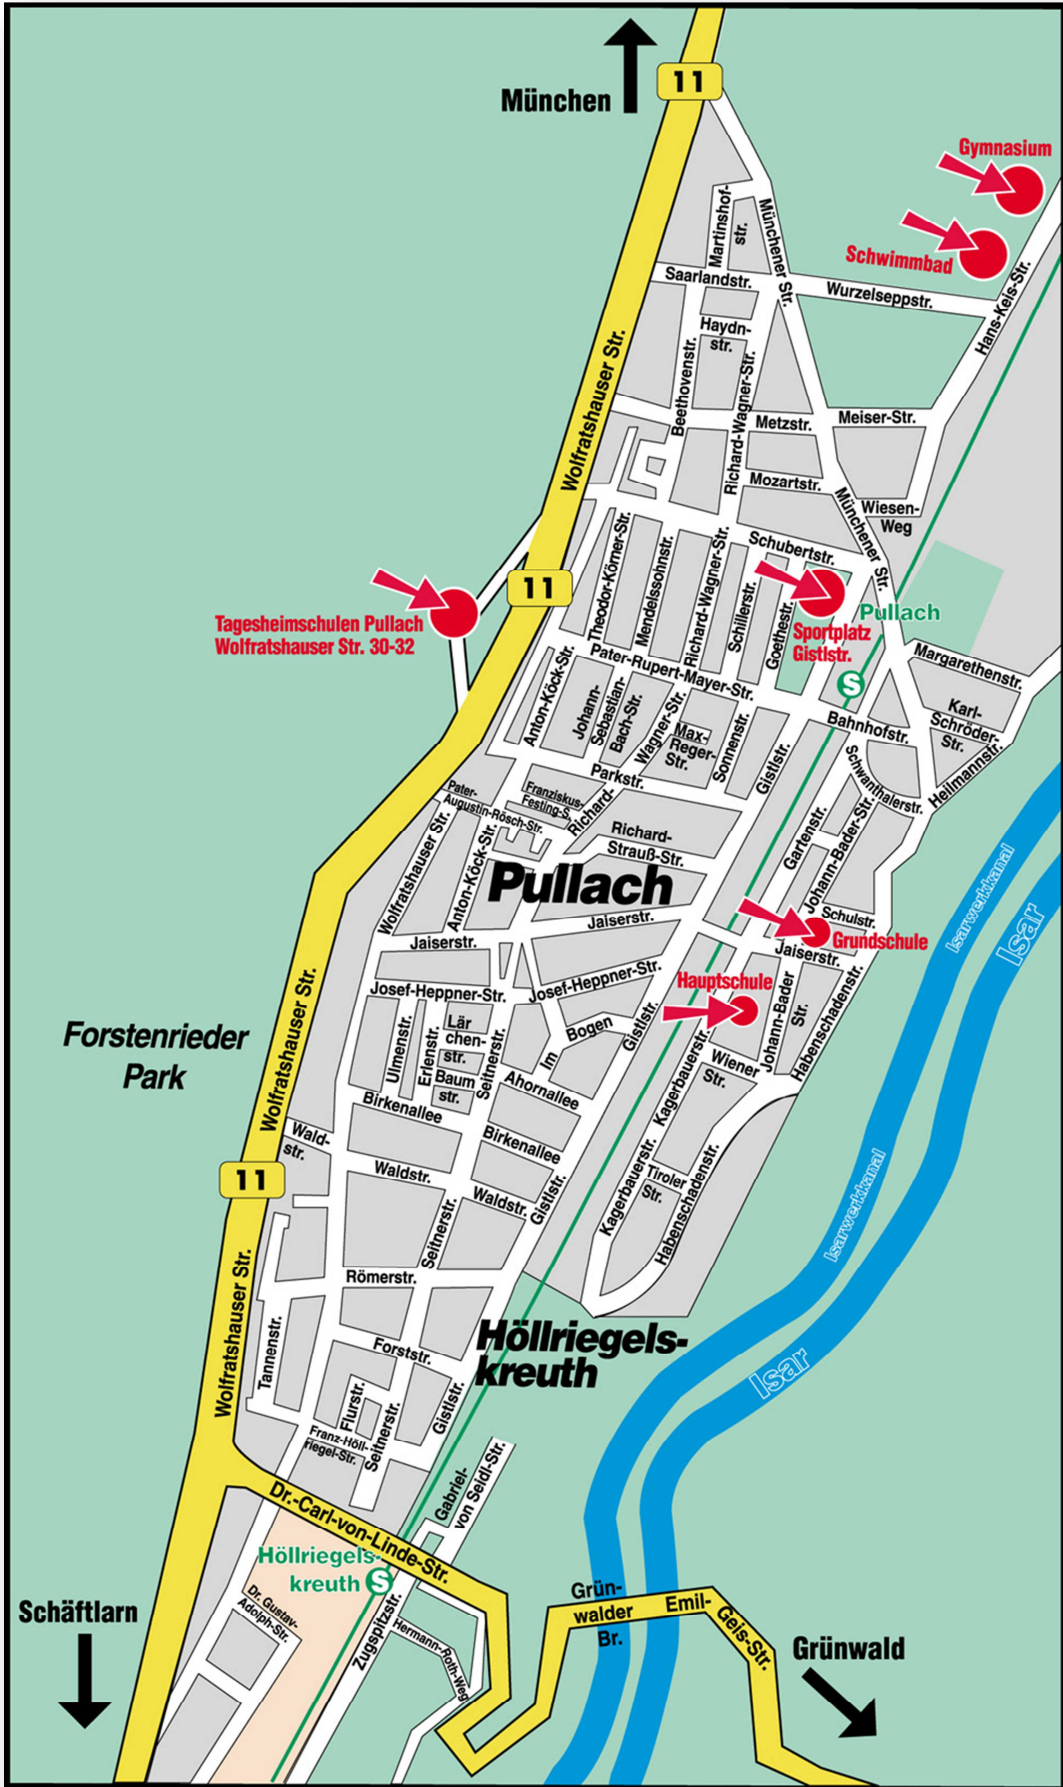 11
München
Gymnasium
Schwimmbad
Martinshof-
str.
Münchener Str.
Saarlandstr.
Wurzelseppstr.
Hans-Keis-Str.
Haydn-
str.
Beethovenstr.
Richard-Wagner-Str.
Wolfratshauser Str.
Metzstr.
Meiser-Str.
Mozartstr.
Münchener Str.
Wiesen-
Weg
Schubertstr.
Theodor-Körner-Str.
Mendelssohnstr.
Richard-Wagner-Str.
Schillerstr.
Goethestr.
11
Tagesheimschulen Pullach
Wolfratshauser Str. 30-32
Sportplatz
Gistlstr.
Pullach
S
Margarethenstr.
Pater-Rupert-Mayer-Str.
Anton-Köck-Str.
Johann-
Sebastian-
Bach-Str.
Wagner-Str.
Richard-
Max-
Reger-
Str.
Sonnenstr.
Gistlstr.
Bahnhofstr.
Karl-
Schröder-
Str.
Heilmannstr.
Schwanthalerstr.
Parkstr.
Pater-
Augustin-Rösch-Str.
Franziskus-
Festing-S.
Wolfratshauser Str.
Anton-Köck-Str.
Richard-
Strauß-Str.
Gartenstr.
Johann-Bader-Str.
Pullach
Schulstr.
Grundschule
Jaiserstr.
Jaiserstr.
Jaiserstr.
Isarwerkkanal
Isar
Josef-Heppner-Str.
Josef-Heppner-Str.
Hauptschule
Forstenrieder
Park
Wolfratshauser Str.
Ulmenstr.
Erlenstr.
Lär
chen-
str.
Baum
str.
Seitnerstr.
Im
Bogen
Gistlstr.
Kagerbauerstr.
Wiener
Str.
Johann-Bader
Str.
Habenschadenstr.
Ahornallee
Birkenallee
Birkenallee
Wald-
str.
Waldstr.
Waldstr.
Gistlstr.
Seitnerstr.
Kagerbauerstr.
Tiroler
Str.
Habenschadenstr.
Isarwerkkanal
11
Wolfratshauser Str.
Römerstr.
Tannenstr.
Forststr.
Höllriegels-
kreuth
Isar
Flurstr.
Seitnerstr.
Gistlstr.
Franz-Höll-
riegel-Str.
Gabriel-
von Seidl-Str.
Dr.-Carl-von-Linde-Str.
Höllriegels-
kreuth
S
Dr. Gustav-
Adolph-Str.
Zugspitzstr.
Hermann-Roth-Weg
Grün-
walder
Br.
Emil-
Geis-Str.
Schäftlarn
Grünwald